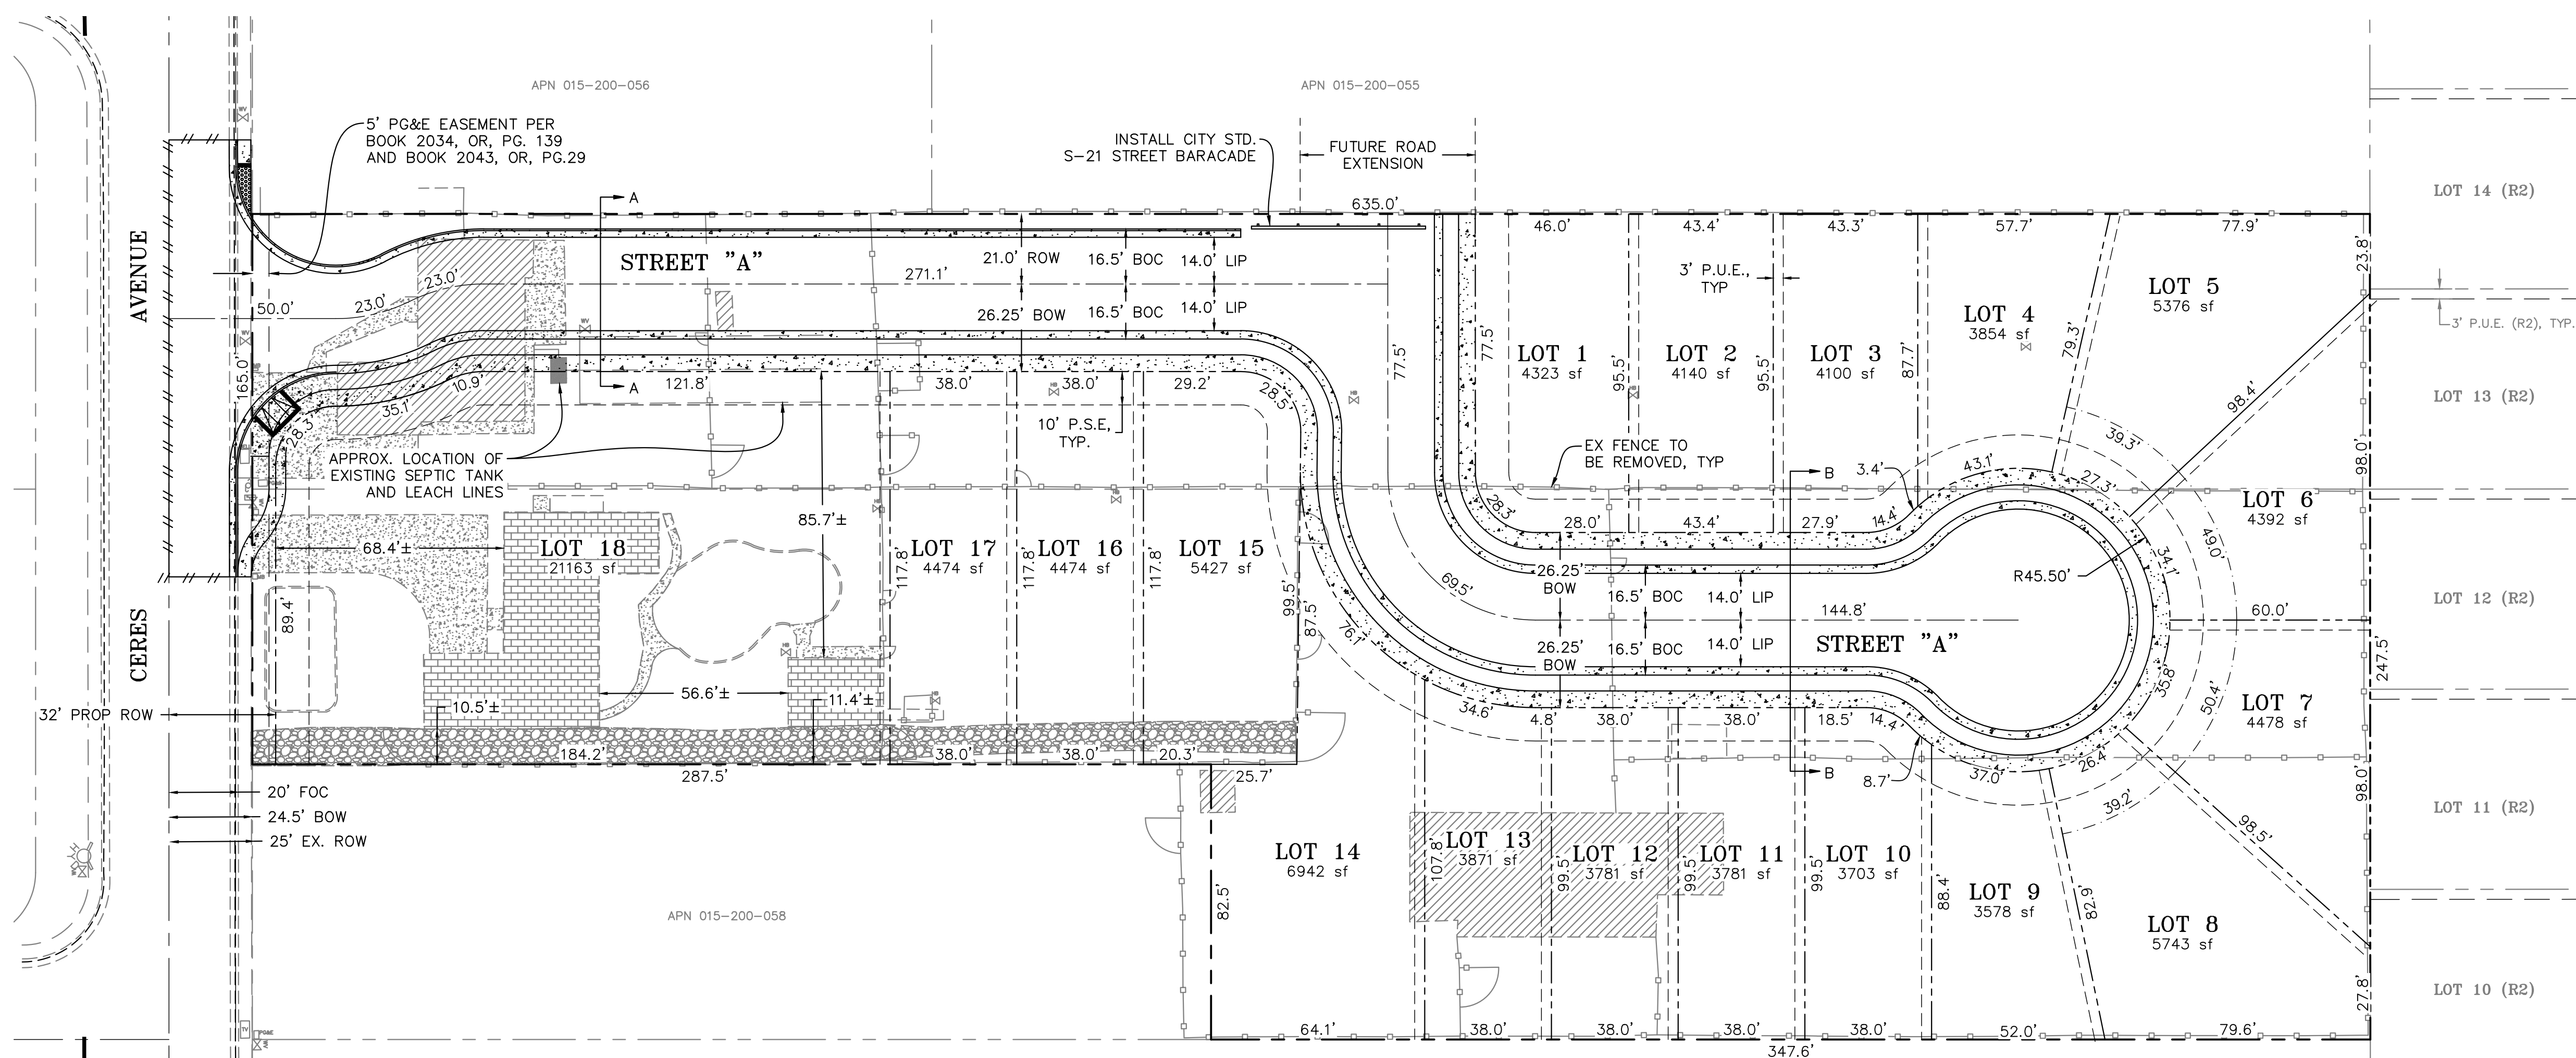 APN 015-200-056
APN 015-200-055
5' PG&E EASEMENT PER
BOOK 2034, OR, PG. 139
AND BOOK 2043, OR, PG.29
INSTALL CITY STD.
S-21 STREET BARACADE
FUTURE ROAD
EXTENSION
LOT 14 (R2)
WV
A
635.0'
46.0'
43.4'
43.3'
57.7'
77.9'
23.8'
AVENUE
STREET "A"
21.0' ROW
16.5' BOC
14.0' LIP
271.1'
23.0'
23.0'
50.0'
26.25' BOW
16.5' BOC
14.0' LIP
3' P.U.E.,
TYP
LOT 5
5376 sf
LOT 4
3854 sf
3' P.U.E. (R2), TYP.
WV
WV
165.0'
77.5'
77.5'
LOT 1
4323 sf
95.5'
LOT 2
4140 sf
95.5'
LOT 3
4100 sf
87.7'
79.3'
98.4'
LOT 13 (R2)
10.9'
35.1'
28.3'
121.8'
A
38.0'
38.0'
29.2'
28.5'
HB
HB
HB
10' P.S.E,
TYP.
APPROX. LOCATION OF
EXISTING SEPTIC TANK
AND LEACH LINES
EX FENCE TO
BE REMOVED, TYP
B
3.4'
43.1'
39.3'
27.3'
98.0'
LOT 6
4392 sf
HB
HB
85.7'±
28.3'
28.0'
43.4'
27.9'
14.4'
49.0'
34.1'
68.4'±
LOT 18
21163 sf
117.8'
LOT 17
4474 sf
117.8'
LOT 16
4474 sf
117.8'
LOT 15
5427 sf
99.5'
87.5'
69.5'
26.25'
BOW
16.5' BOC
14.0' LIP
R45.50'
144.8'
60.0'
LOT 12 (R2)
89.4'
CERES
76.1'
26.25'
BOW
16.5' BOC
14.0' LIP
STREET "A"
247.5'
HB
HB
56.6'±
10.5'±
11.4'±
32' PROP ROW
35.8'
50.4'
LOT 7
4478 sf
34.6'
4.8'
38.0'
38.0'
18.5'
14.4'
184.2'
38.0'
38.0'
20.3'
287.5'
25.7'
B
8.7'
37.0'
26.4'
39.2'
98.0'
20' FOC
24.5' BOW
25' EX. ROW
LOT 11 (R2)
98.5'
LOT 14
6942 sf
107.8'
LOT 13
3871 sf
99.5'
LOT 12
3781 sf
99.5'
LOT 11
3781 sf
99.5'
LOT 10
3703 sf
88.4'
LOT 9
3578 sf
82.9'
LOT 8
5743 sf
82.5'
APN 015-200-058
27.8'
LOT 10 (R2)
TV
PG&E
64.1'
38.0'
38.0'
38.0'
38.0'
52.0'
79.6'
347.6'